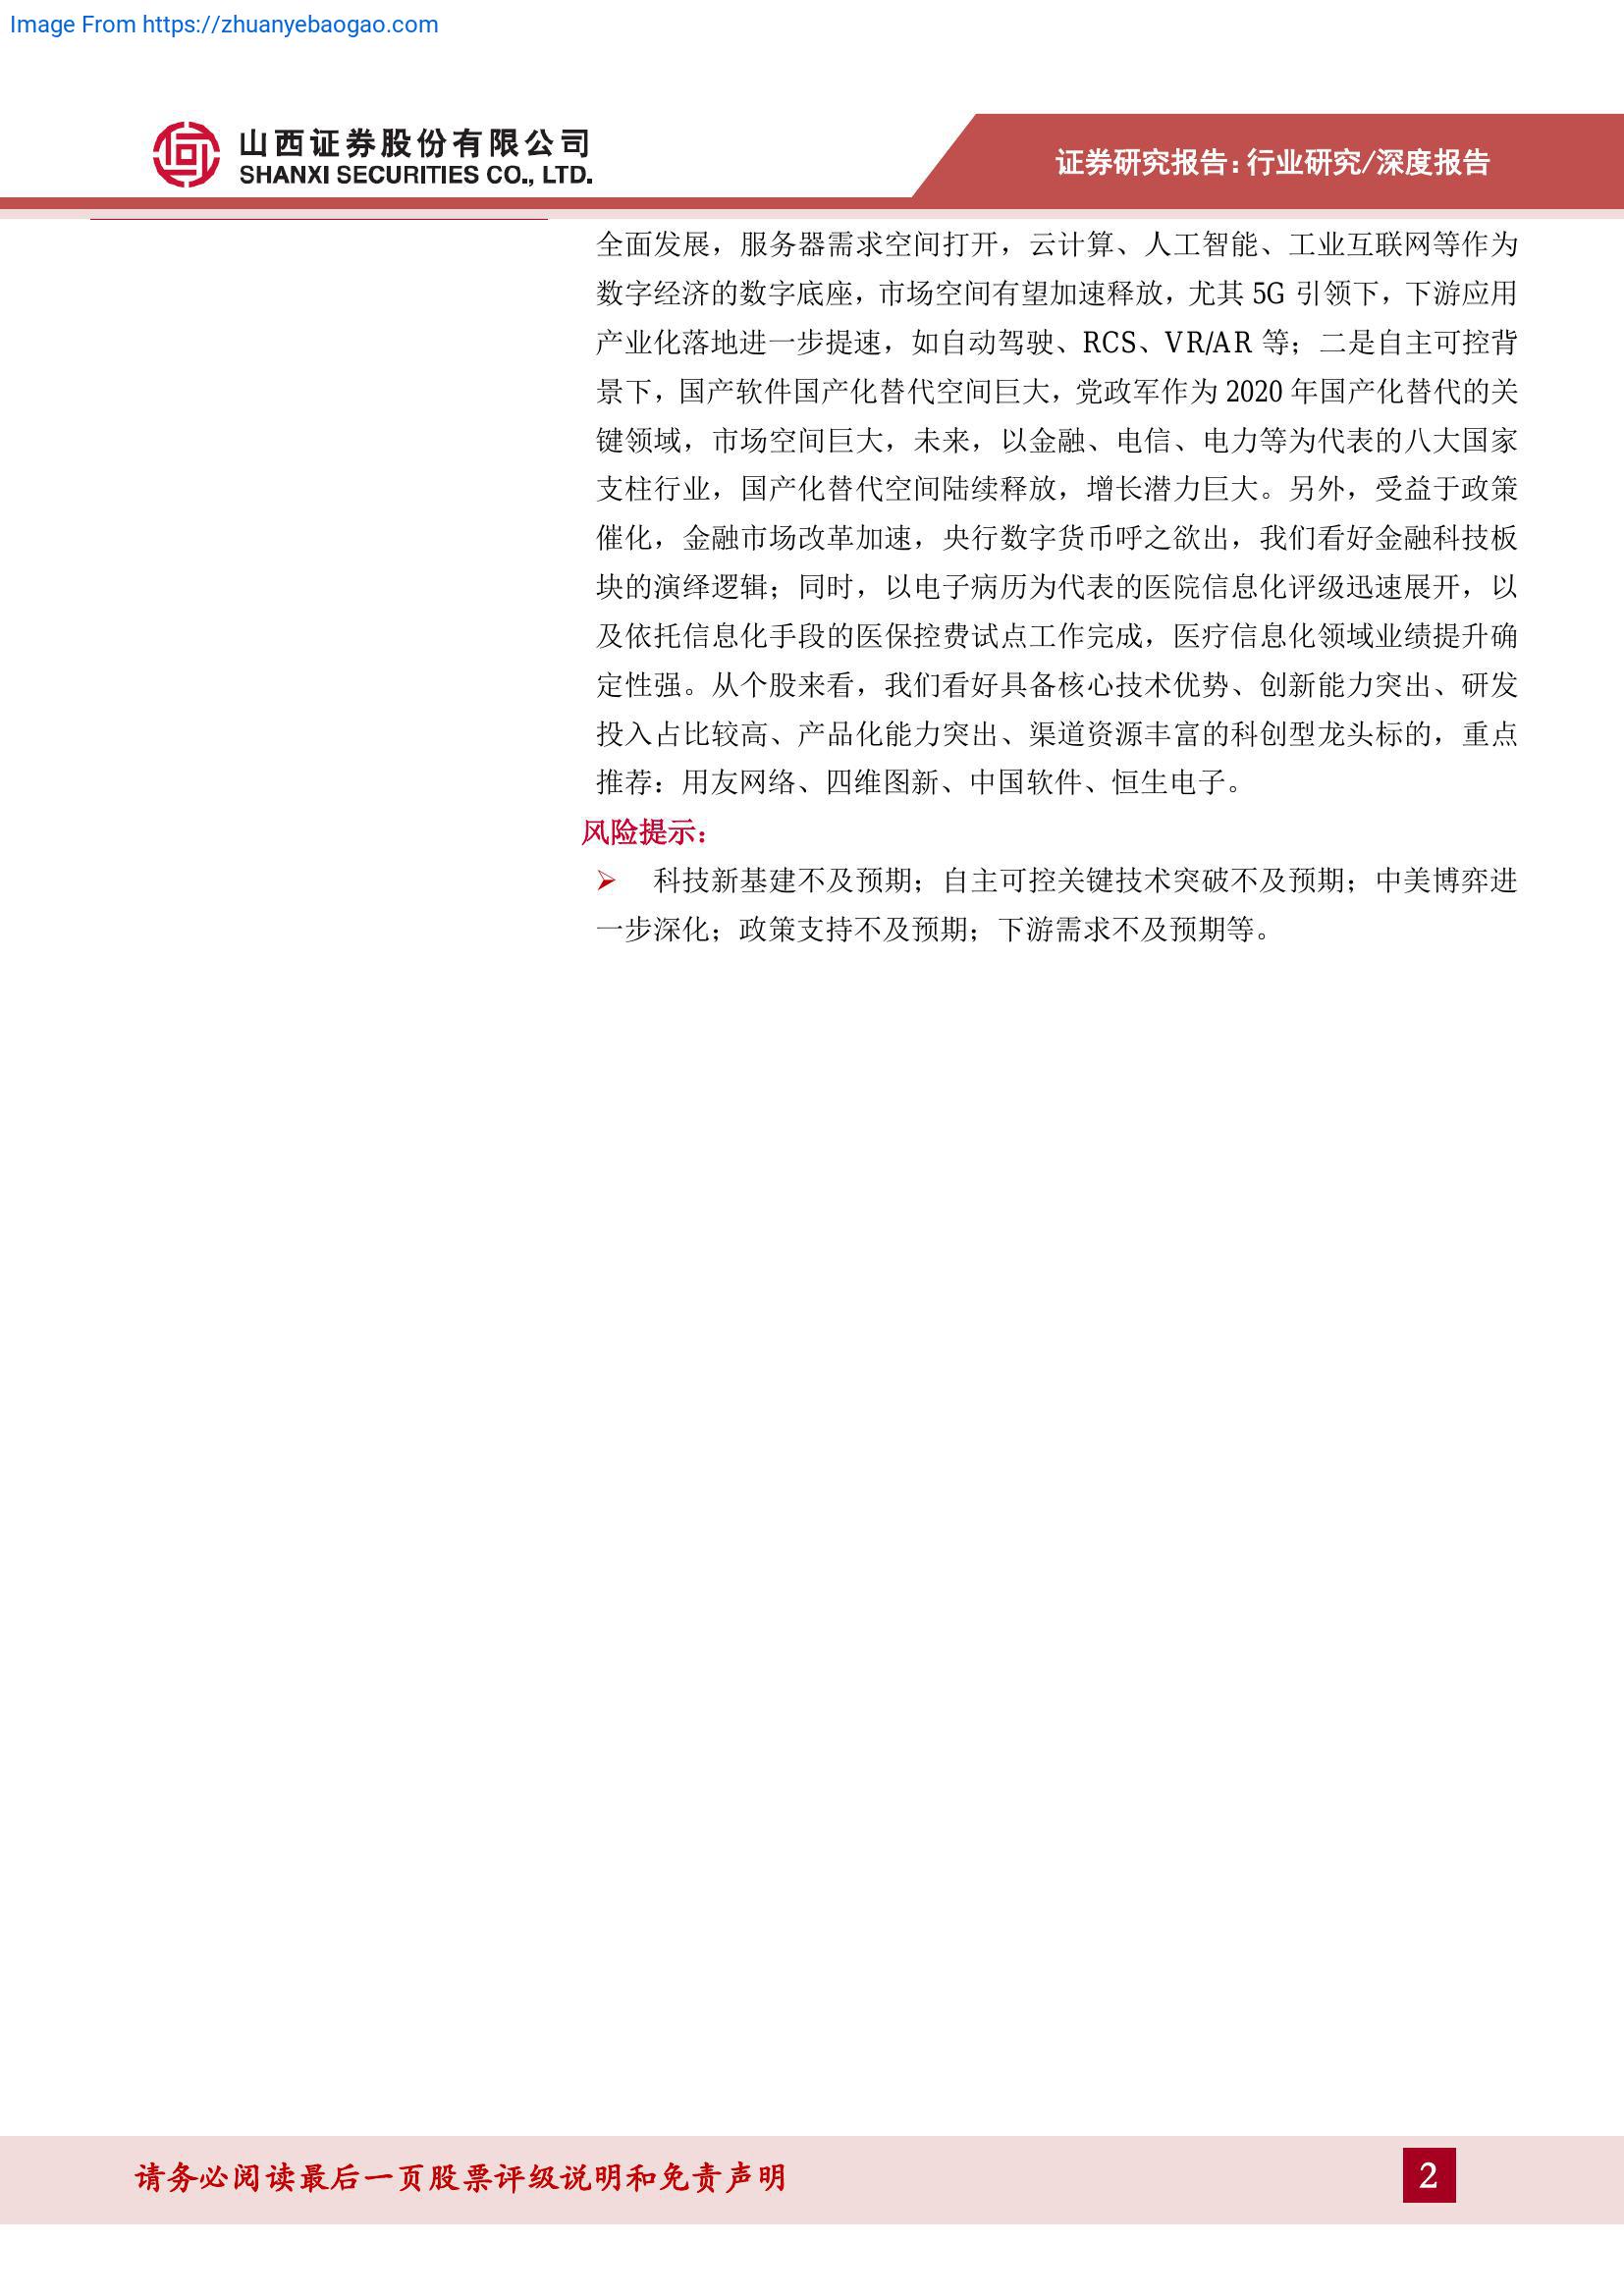 Image From https://zhuanyebaogao.com
山西证券股份有限公司
SHANXI SECURITIES CO., LTD.
证券研究报告:行业研究/深度报告
全面发展，服务器需求空间打开，云计算、人工智能、工业互联网等作为
数字经济的数字底座，市场空间有望加速释放，尤其 5G 引领下，下游应用
产业化落地进一步提速，如自动驾驶、RCS、VR/AR 等；二是自主可控背
景下，国产软件国产化替代空间巨大，党政军作为 2020 年国产化替代的关
键领域，市场空间巨大，未来，以金融、电信、电力等为代表的八大国家
支柱行业，国产化替代空间陆续释放，增长潜力巨大。另外，受益于政策
催化，金融市场改革加速，央行数字货币呼之欲出，我们看好金融科技板
块的演绎逻辑；同时，以电子病历为代表的医院信息化评级迅速展开，以
及依托信息化手段的医保控费试点工作完成，医疗信息化领域业绩提升确
定性强。从个股来看，我们看好具备核心技术优势、创新能力突出、研发
投入占比较高、产品化能力突出、渠道资源丰富的科创型龙头标的，重点
推荐：用友网络、四维图新、中国软件、恒生电子。
风险提示：
科技新基建不及预期；自主可控关键技术突破不及预期；中美博弈进
一步深化；政策支持不及预期；下游需求不及预期等。
请务必阅读最后一页股票评级说明和免责声明
2